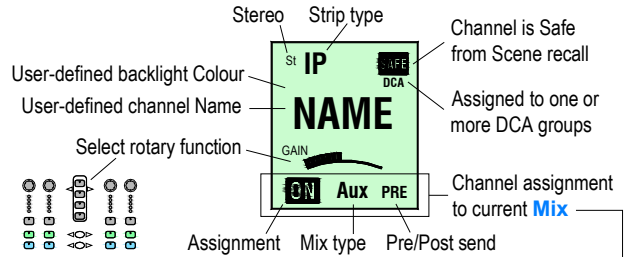 Stereo Strip type
St IP
SAFE
DCA
Channel is Safe
from Scene recall
User-defined backlight Colour
User-defined channel Name
NAME
Assigned to one or
more DCA groups
Select rotary function
GAIN
ON Aux PRE
Channel assignment
to current Mix
Assignment Mix type Pre/Post send